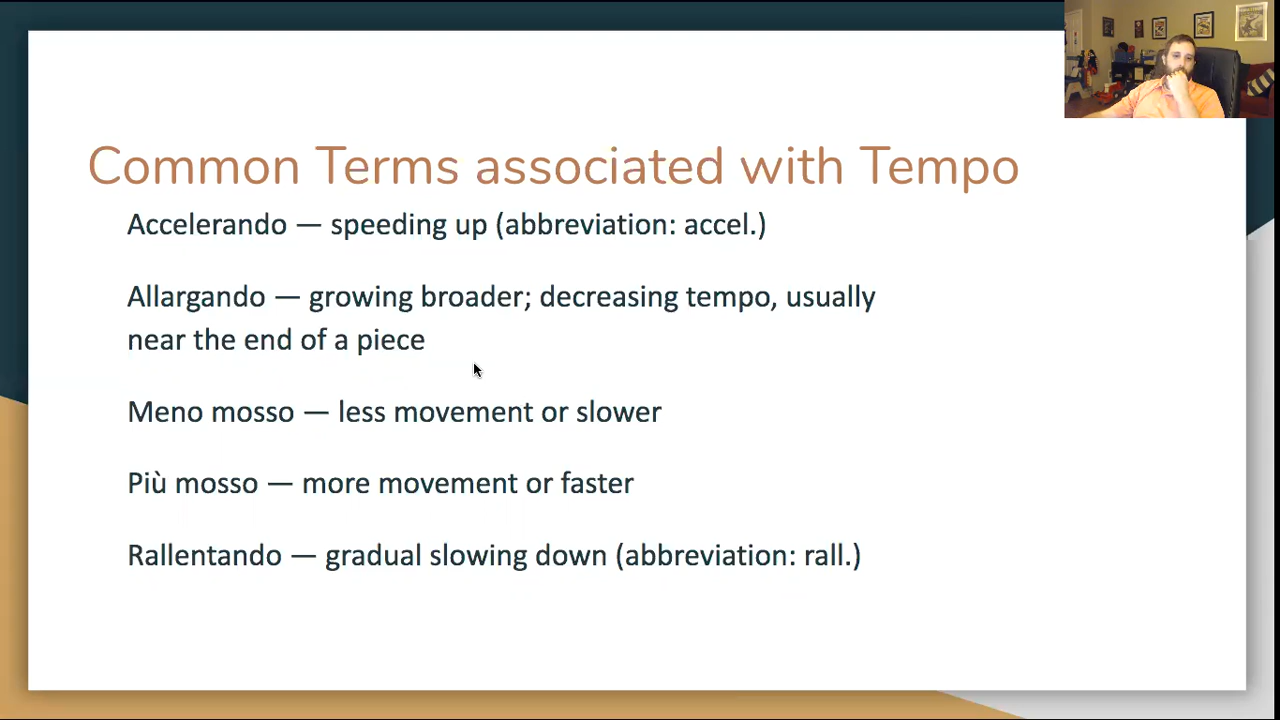 Common Terms associated with Tempo
Accelerando — speeding up (abbreviation: accel.)
Allargando — growing broader; decreasing tempo, usually
near the end of a piece
Meno mosso — less movement or slower
Più mosso — more movement or faster
Rallentando — gradual slowing down (abbreviation: rall.)